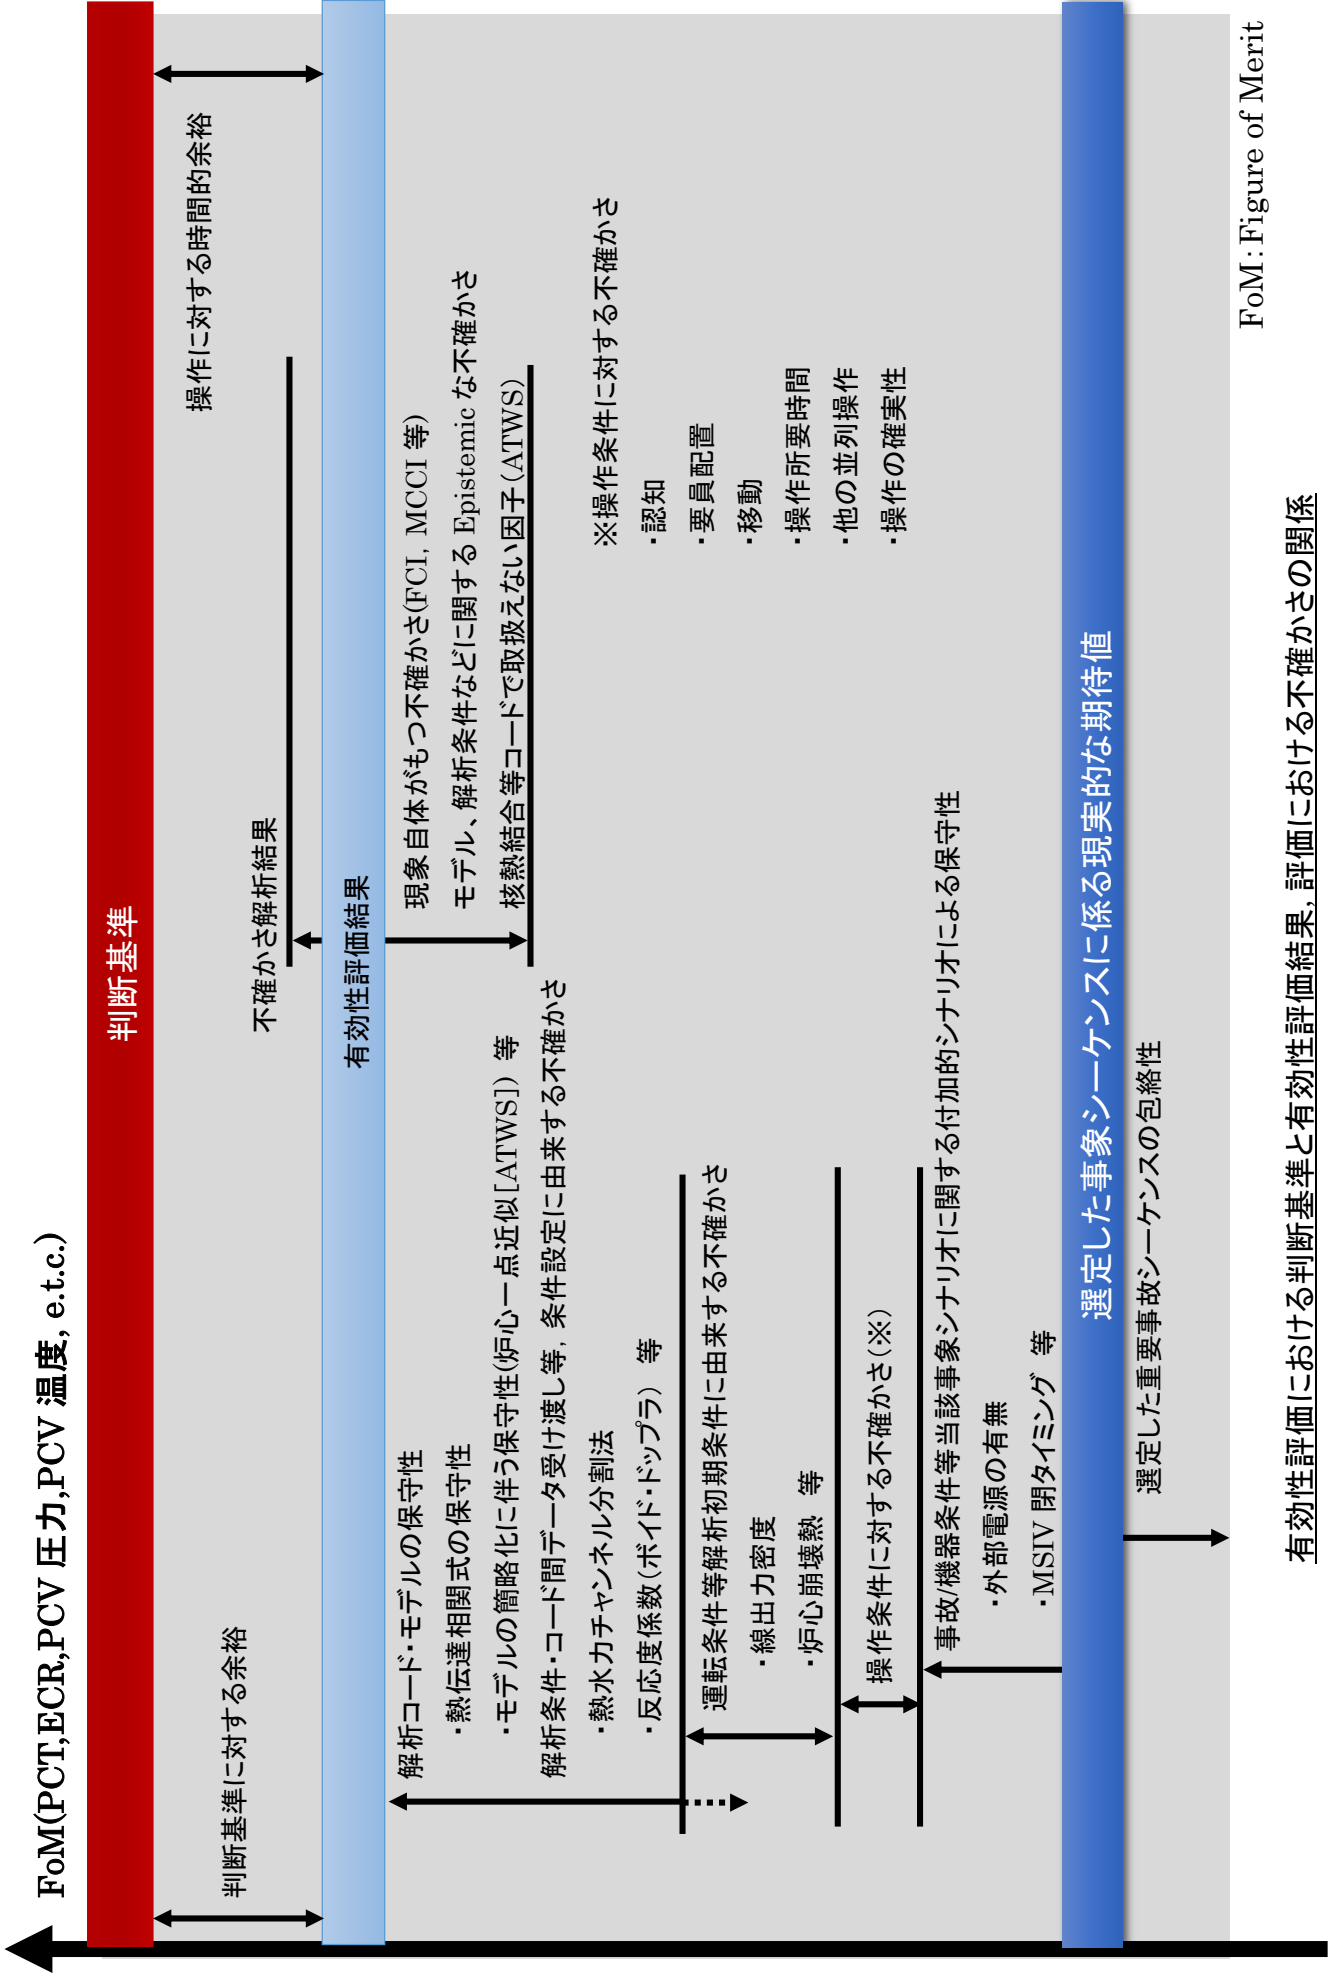 FoM(PCT,ECR,PCV 圧力,PCV 温度, e.t.c.)
判断基準
判断基準に対する余裕
操作に対する時間的余裕
不確かさ解析結果
有効性評価結果
解析コード・モデルの保守性
・熱伝達相関式の保守性
・モデルの簡略化に伴う保守性(炉心一点近似[ATWS]) 等
解析条件・コード間データ受け渡し等, 条件設定に由来する不確かさ
・熱水力チャンネル分割法
・反応度係数(ボイド・ドップラ) 等
現象自体がもつ不確かさ(FCI, MCCI 等)
モデル、解析条件などに関する Epistemic な不確かさ
核熱結合等コードで取扱えない因子(ATWS)
運転条件等解析初期条件に由来する不確かさ
・線出力密度
・炉心崩壊熱 等
※操作条件に対する不確かさ
・認知
・要員配置
・移動
・操作所要時間
・他の並列操作
・操作の確実性
操作条件に対する不確かさ(※)
事故/機器条件等当該事象シナリオに関する付加的シナリオによる保守性
・外部電源の有無
・MSIV 閉タイミング 等
選定した事象シーケンスに係る現実的な期待値
選定した重要事故シーケンスの包絡性
FoM: Figure of Merit
有効性評価における判断基準と有効性評価結果, 評価における不確かさの関係